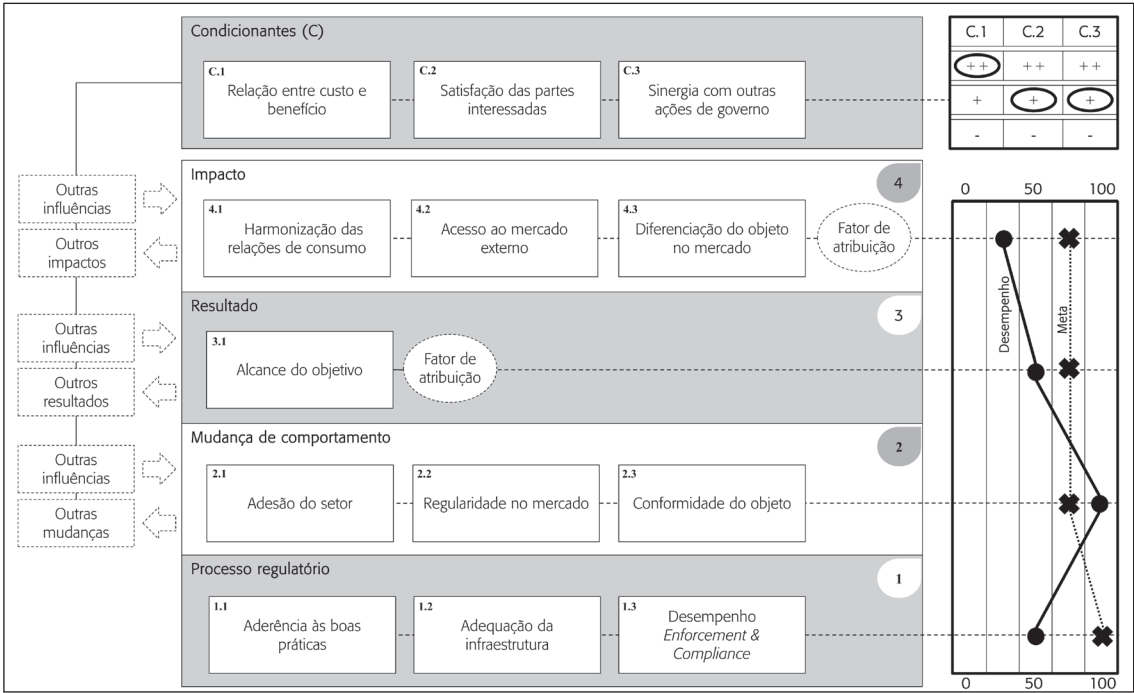 Condicionantes (C)
C.1
Relação entre custo e
benefício
C.2
Satisfação das partes
interessadas
C.3
Sinergia com outras
ações de governo
C.1 C.2 C.3
++ ++ ++
+ + +
- - -
Outras
influências
Outros
impactos
Impacto
4
4.1
Harmonização das
relações de consumo
4.2
Acesso ao mercado
externo
4.3
Diferenciação do objeto
no mercado
Fator de
atribuição
0 50 100
Desempenho
Meta
Outras
influências
Outros
resultados
Resultado
3
3.1
Alcance do objetivo
Fator de
atribuição
Outras
influências
Outras
mudanças
Mudança de comportamento
2
2.1
Adesão do setor
2.2
Regularidade no mercado
2.3
Conformidade do objeto
Processo regulatório
1
1.1
Aderência às boas
práticas
1.2
Adequação da
infraestrutura
1.3
Desempenho
Enforcement &
Compliance
0 50 100